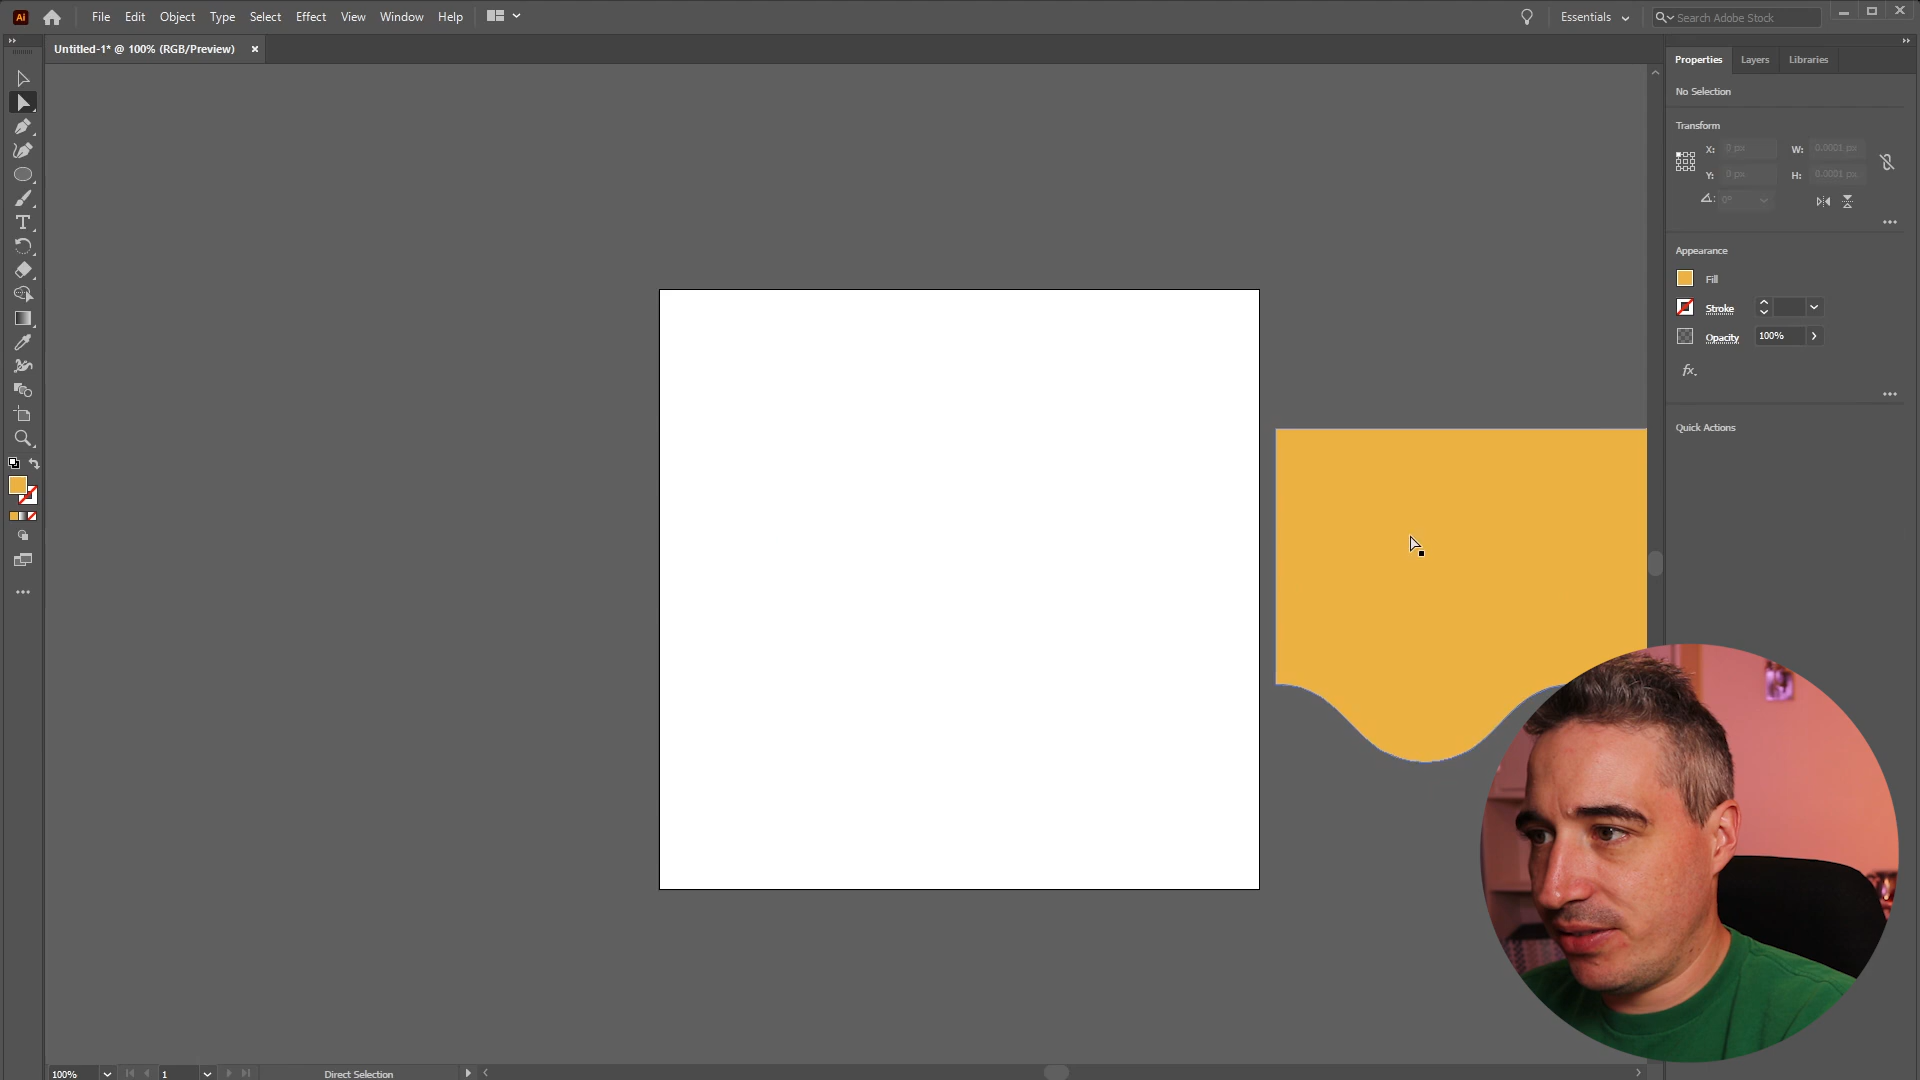 Ai File Edit Object Type Select Effect View Window Help Essentials Search Adobe Stock
Untitled-1* @ 100% (RGB/Preview) ×
Properties Layers Libraries
No Selection
Transform
X: 0 px W: 0.0001 px
Y: 0 px H: 0.0001 px
0°
Appearance
Fill
Stroke
Opacity 100%
fx.
Quick Actions
100% 1 Direct Selection